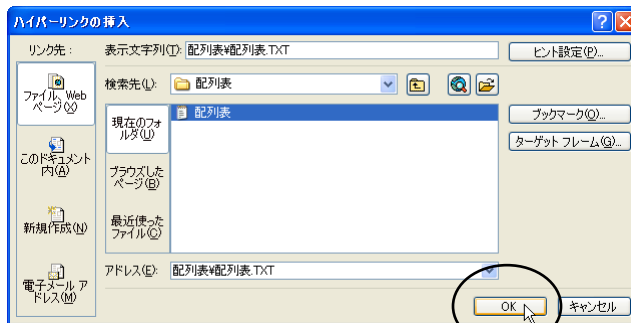 ハイパーリンクの挿入
リンク先：
表示文字列(T): 配列表¥配列表.TXT
ヒント設定(P)...
ファイル、Web
ページ(X)
検索先(L): 配列表
現在のフォ
ルダ(U)
配列表
ブックマーク(O)...
ターゲット フレーム(G)...
このドキュメント
内(A)
ブラウズした
ページ(B)
新規作成(N)
最近使った
ファイル(C)
電子メール ア
ドレス(M)
アドレス(E): 配列表¥配列表.TXT
OK
キャンセル